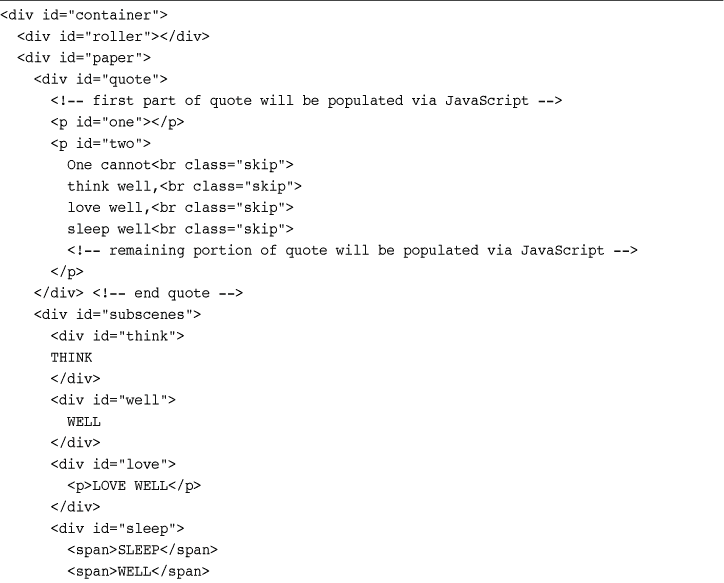 <div id="container">
  <div id="roller"></div>
  <div id="paper">
    <div id="quote">
      <!-- first part of quote will be populated via JavaScript -->
      <p id="one"></p>
      <p id="two">
        One cannot<br class="skip">
        think well,<br class="skip">
        love well,<br class="skip">
        sleep well<br class="skip">
        <!-- remaining portion of quote will be populated via JavaScript -->
      </p>
    </div> <!-- end quote -->
    <div id="subscenes">
      <div id="think">
      THINK
      </div>
      <div id="well">
        WELL
      </div>
      <div id="love">
        <p>LOVE WELL</p>
      </div>
      <div id="sleep">
        <span>SLEEP</span>
        <span>WELL</span>